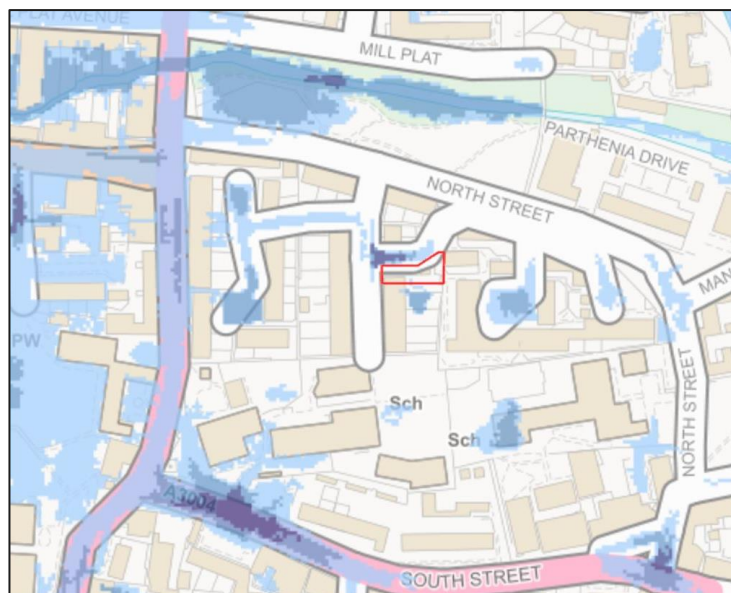 PLAT AVENUE
MILL PLAT
PARTHENIA DRIVE
NORTH STREET
MAN
PW
Sch
Sch
NORTH STREET
A3004
SOUTH STREET